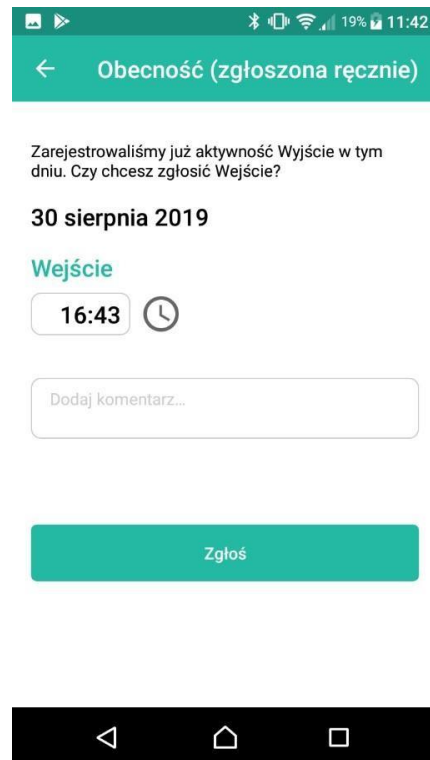 19% 11:42
Obecność (zgłoszona ręcznie)
Zarejestrowaliśmy już aktywność Wyjście w tym
dniu. Czy chcesz zgłosić Wejście?
30 sierpnia 2019
Wejście
16:43
Dodaj komentarz...
Zgłoś